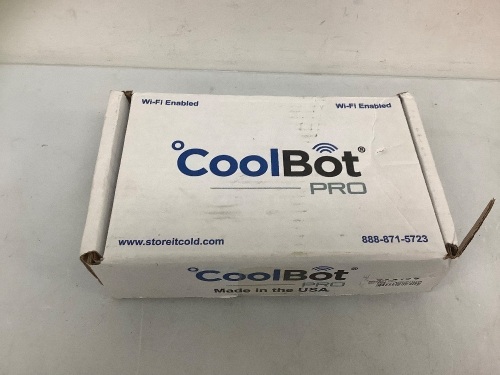 Wi-Fi Enabled
Wi-Fi Enabled
°CoolBot®
PRO
www.storeitcold.com
888-871-5723
°CoolBot®
PRO
Made in the USA